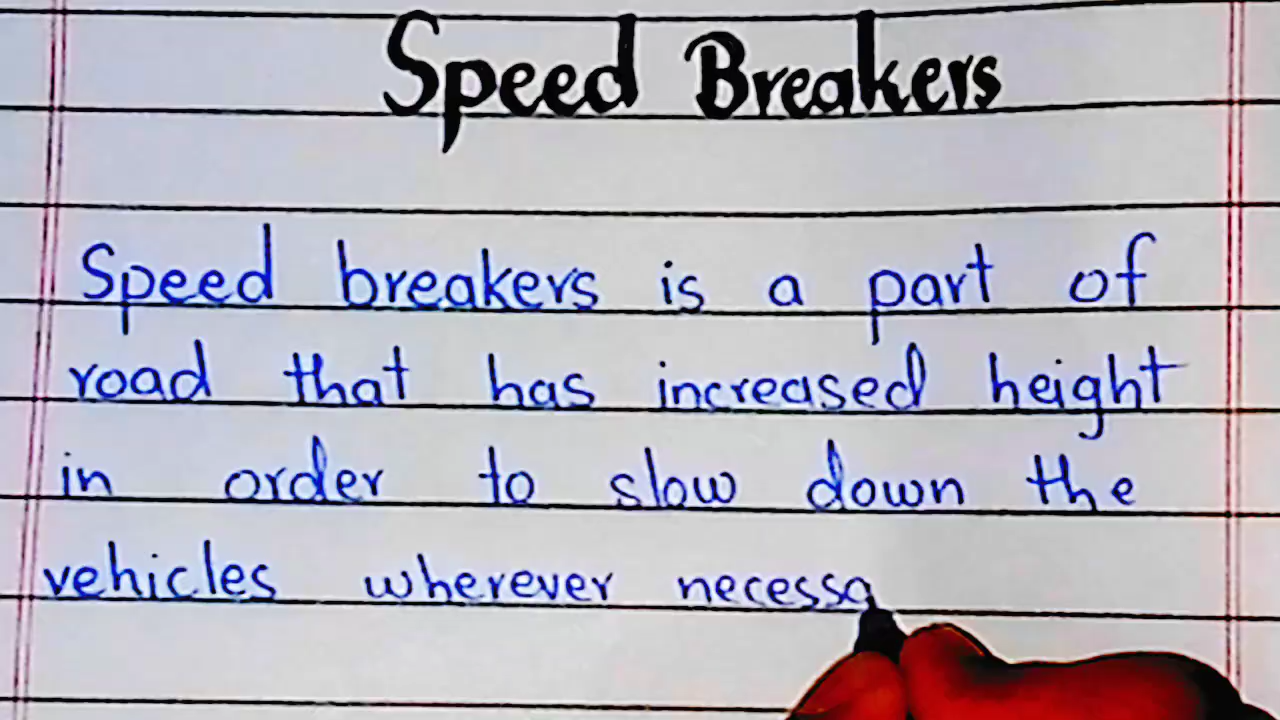 Speed Breakers
Speed breakers is a part of
road that has increased height
in order to slow down the
vehicles wherever necessa